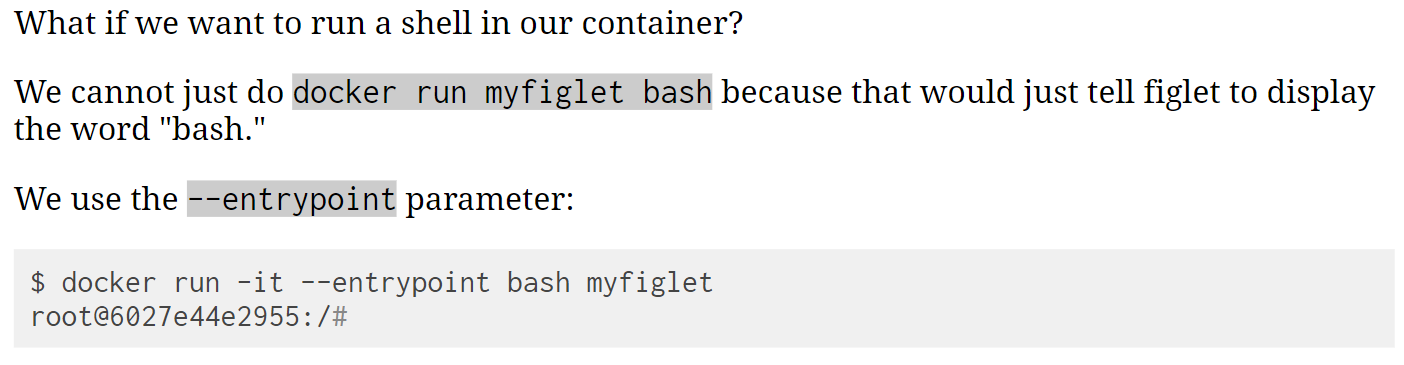 What if we want to run a shell in our container?
We cannot just do docker run myfiglet bash because that would just tell figlet to display
the word "bash."
We use the --entrypoint parameter:
$ docker run -it --entrypoint bash myfiglet
root@6027e44e2955:/#